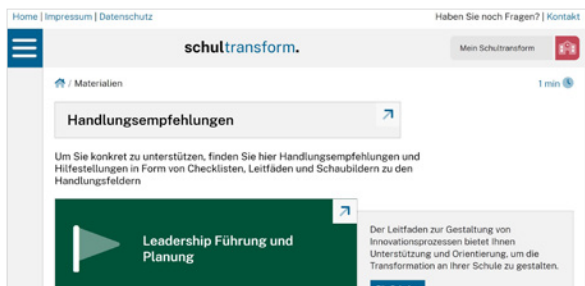 Home | Impressum | Datenschutz
Haben Sie noch Fragen? | Kontakt
schultransform.
Mein Schultransform
/ Materialien
1 min
Handlungsempfehlungen
Um Sie konkret zu unterstützen, finden Sie hier Handlungsempfehlungen und
Hilfestellungen in Form von Checklisten, Leitfäden und Schaubildern zu den
Handlungsfeldern
Leadership Führung und
Planung
Der Leitfaden zur Gestaltung von
Innovationsprozessen bietet Ihnen
Unterstützung und Orientierung, um die
Transformation an Ihrer Schule zu gestalten.